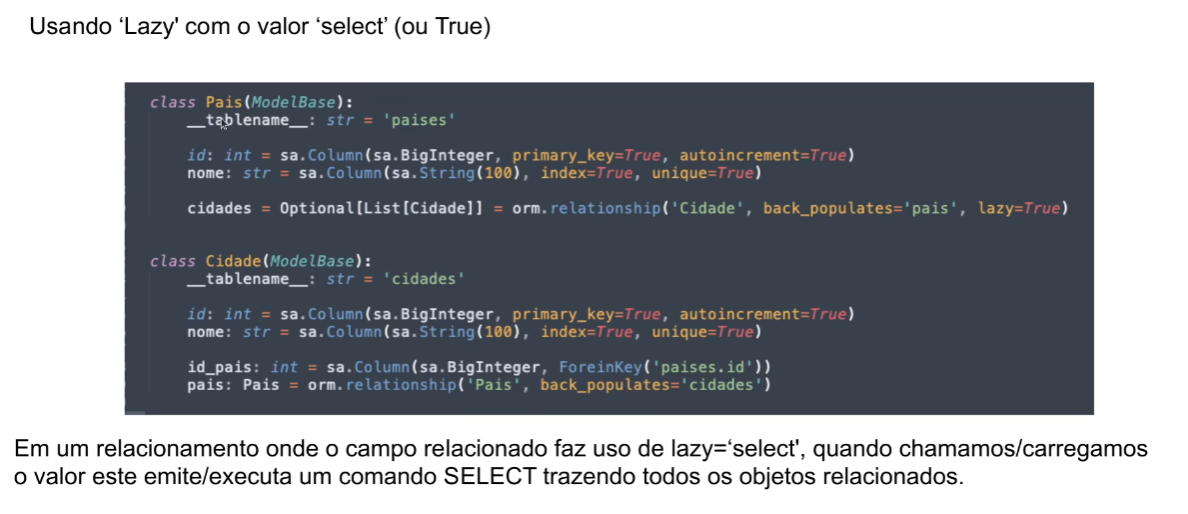 Usando ‘Lazy' com o valor ‘select’ (ou True)
class Pais(ModelBase):
    __tablename__: str = 'paises'
    id: int = sa.Column(sa.BigInteger, primary_key=True, autoincrement=True)
    nome: str = sa.Column(sa.String(100), index=True, unique=True)
    cidades = Optional[List[Cidade]] = orm.relationship('Cidade', back_populates='pais', lazy=True)
class Cidade(ModelBase):
    __tablename__: str = 'cidades'
    id: int = sa.Column(sa.BigInteger, primary_key=True, autoincrement=True)
    nome: str = sa.Column(sa.String(100), index=True, unique=True)
    id_pais: int = sa.Column(sa.BigInteger, ForeinKey('paises.id'))
    pais: Pais = orm.relationship('Pais', back_populates='cidades')
Em um relacionamento onde o campo relacionado faz uso de lazy=‘select', quando chamamos/carregamos
o valor este emite/executa um comando SELECT trazendo todos os objetos relacionados.